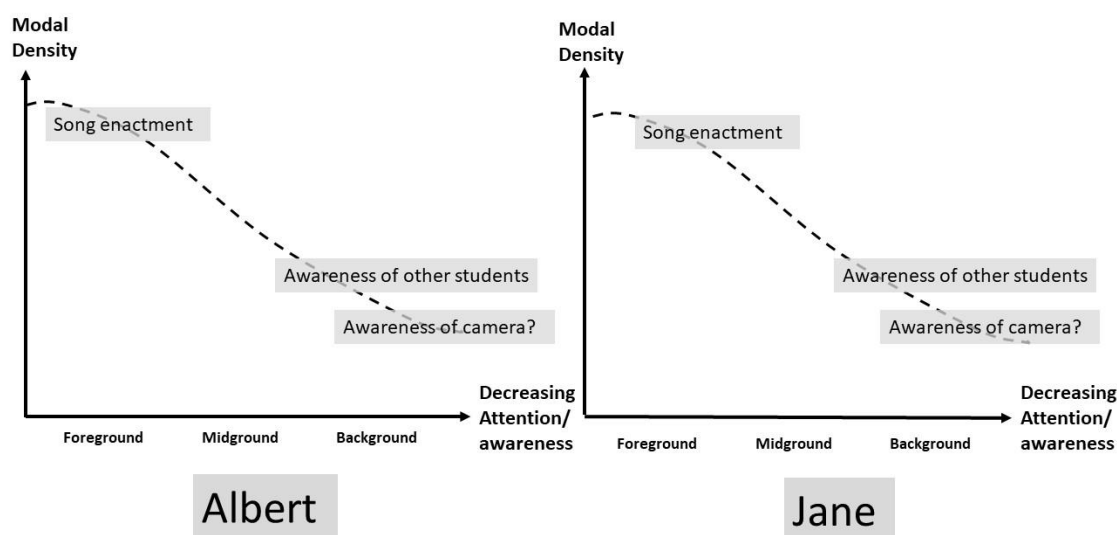 Modal
Density
Song enactment
Awareness of other students
Awareness of camera?
Decreasing
Attention/
awareness
Foreground Midground Background
Albert
Modal
Density
Song enactment
Awareness of other students
Awareness of camera?
Decreasing
Attention/
awareness
Foreground Midground Background
Jane